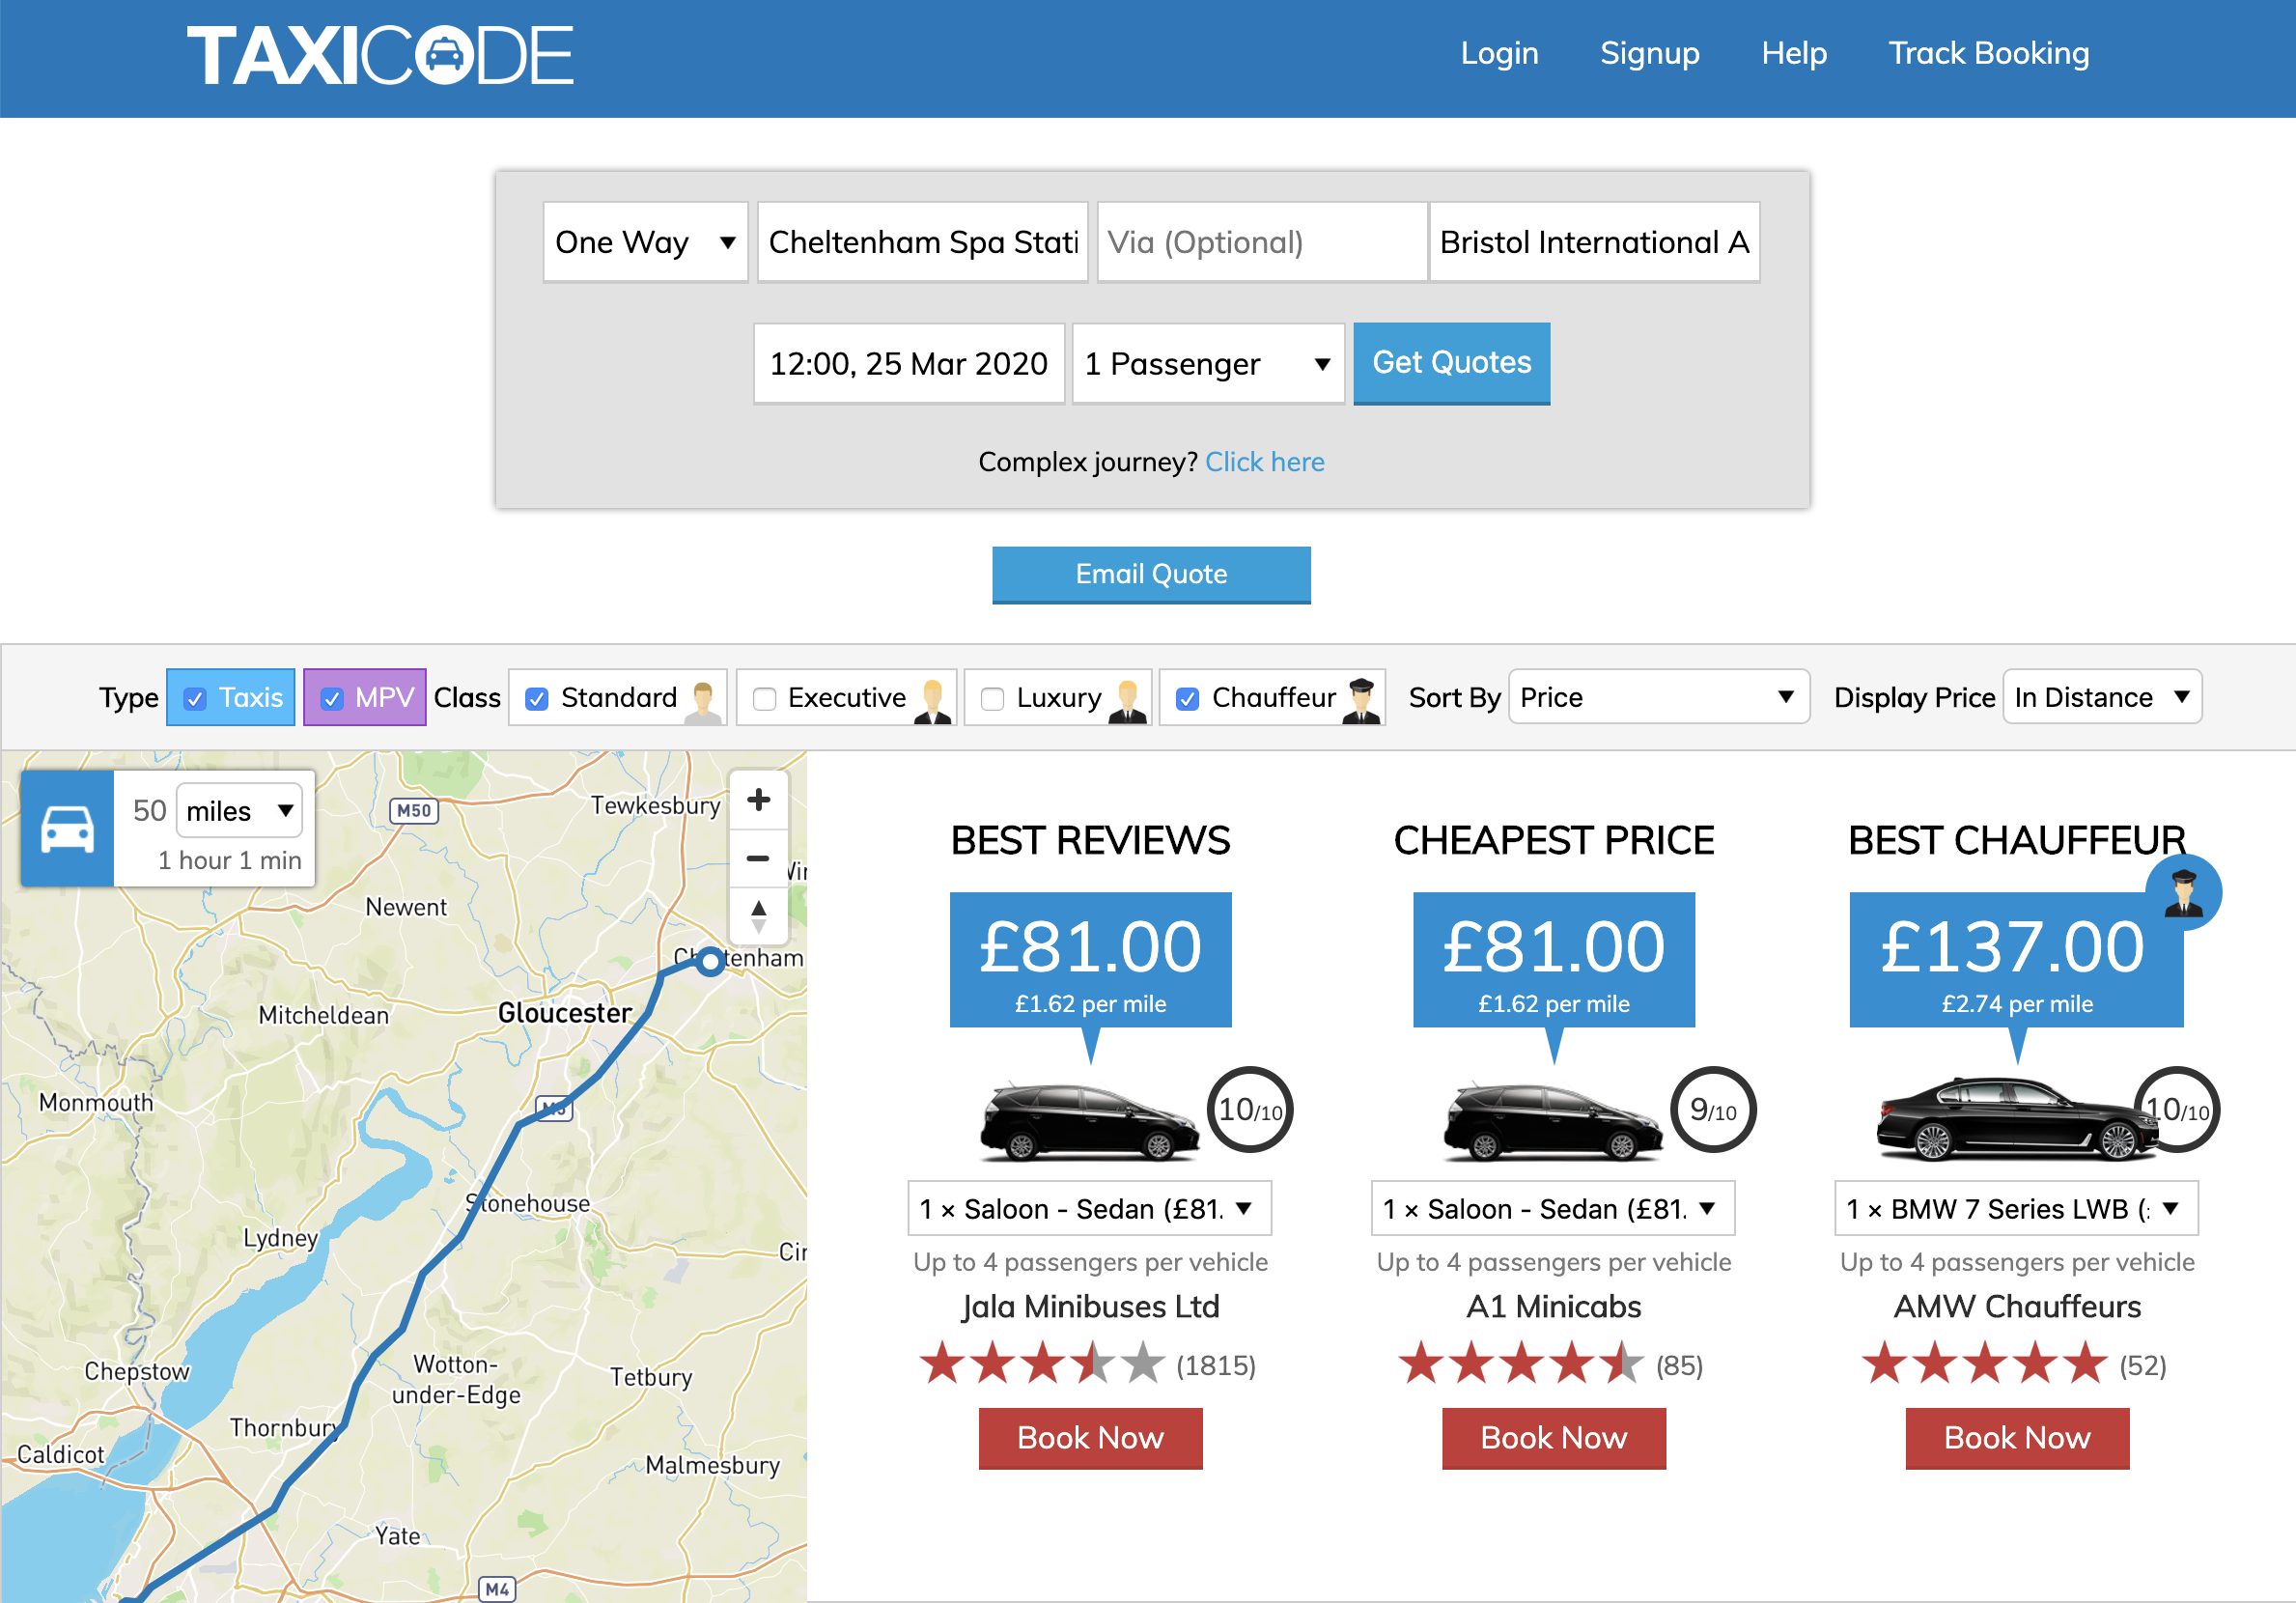 TAXICODE
Login Signup Help Track Booking
One Way Cheltenham Spa Stati Via (Optional) Bristol International A
12:00, 25 Mar 2020 1 Passenger Get Quotes
Complex journey? Click here
Email Quote
Type Taxis MPV Class Standard Executive Luxury Chauffeur Sort By Price Display Price In Distance
50 miles
1 hour 1 min
M50
Tewkesbury
Newent
Mitcheldean
Gloucester
Monmouth
Stonehouse
Lydney
Cir
Chepstow
Wotton-
under-Edge
Tetbury
Thornbury
Caldicot
Malmesbury
Yate
M4
BEST REVIEWS
£81.00
£1.62 per mile
10/10
1 × Saloon - Sedan (£81.
Up to 4 passengers per vehicle
Jala Minibuses Ltd
(1815)
Book Now
CHEAPEST PRICE
£81.00
£1.62 per mile
9/10
1 × Saloon - Sedan (£81.
Up to 4 passengers per vehicle
A1 Minicabs
(85)
Book Now
BEST CHAUFFEUR
£137.00
£2.74 per mile
10/10
1 × BMW 7 Series LWB (
Up to 4 passengers per vehicle
AMW Chauffeurs
(52)
Book Now